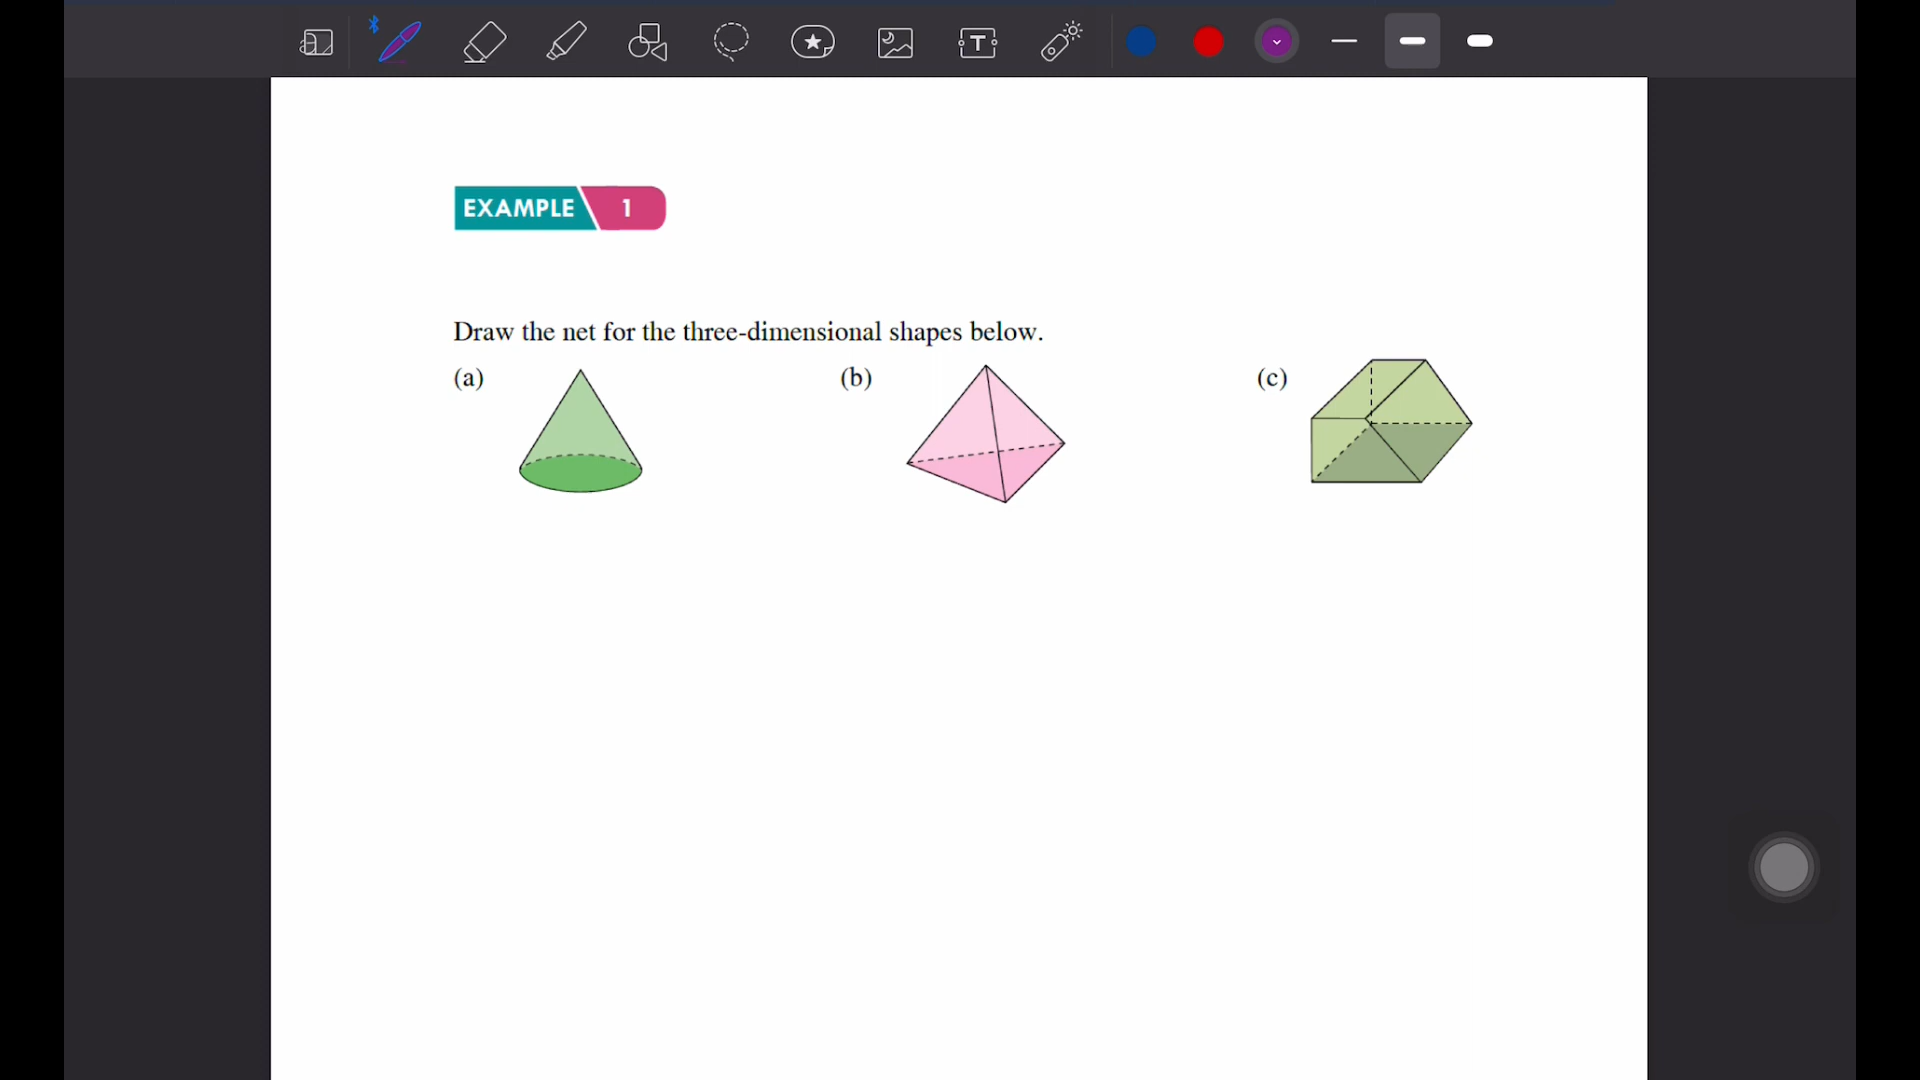 EXAMPLE 1
Draw the net for the three-dimensional shapes below.
(a) (b) (c)